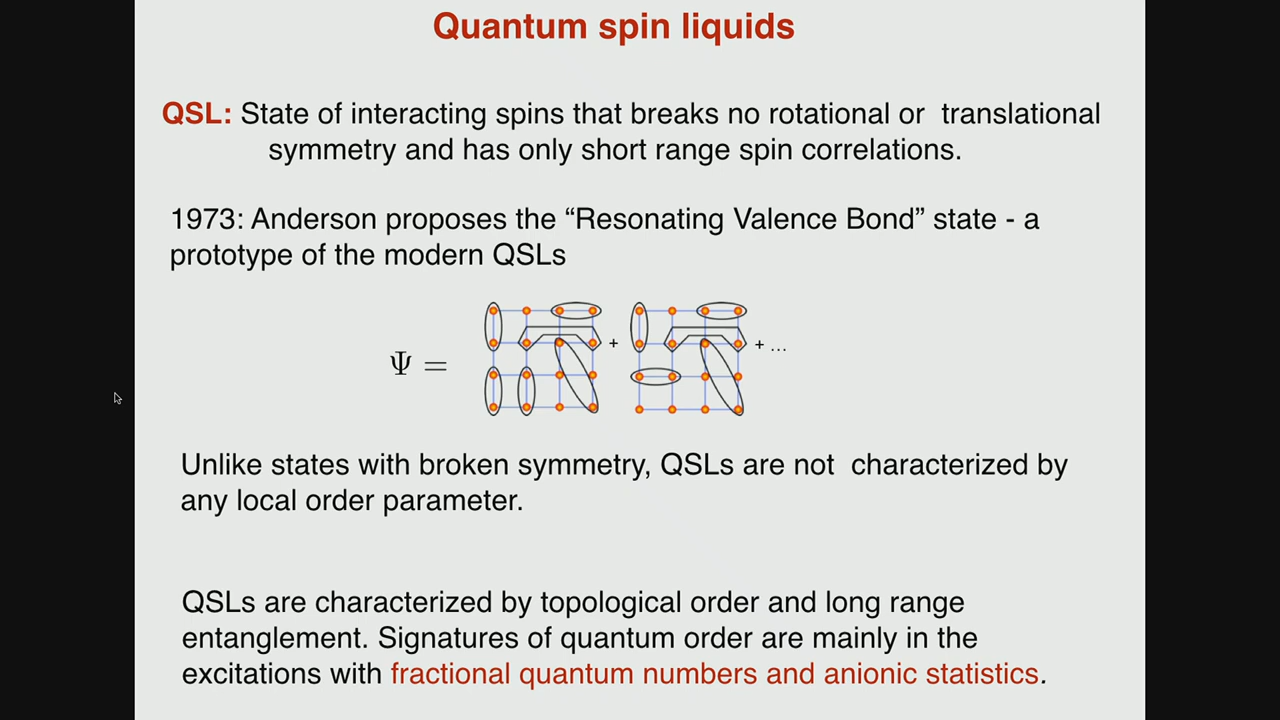 Quantum spin liquids
QSL: State of interacting spins that breaks no rotational or translational
symmetry and has only short range spin correlations.
1973: Anderson proposes the “Resonating Valence Bond” state - a
prototype of the modern QSLs
Ψ = + + ...
Unlike states with broken symmetry, QSLs are not characterized by
any local order parameter.
QSLs are characterized by topological order and long range
entanglement. Signatures of quantum order are mainly in the
excitations with fractional quantum numbers and anionic statistics.